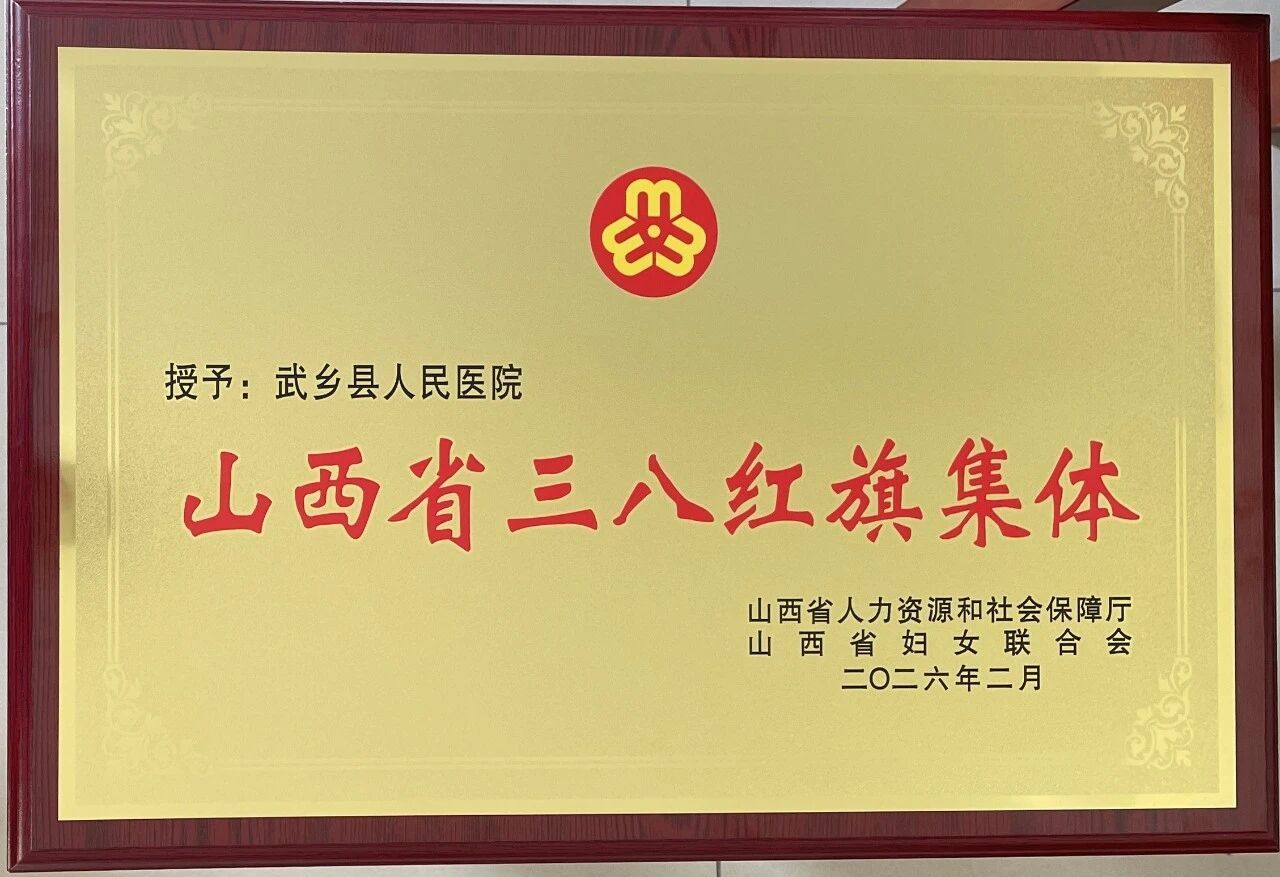 授予：武乡县人民医院
山西省三八红旗集体
山西省人力资源和社会保障厅
山西省妇女联合会
二〇二六年二月